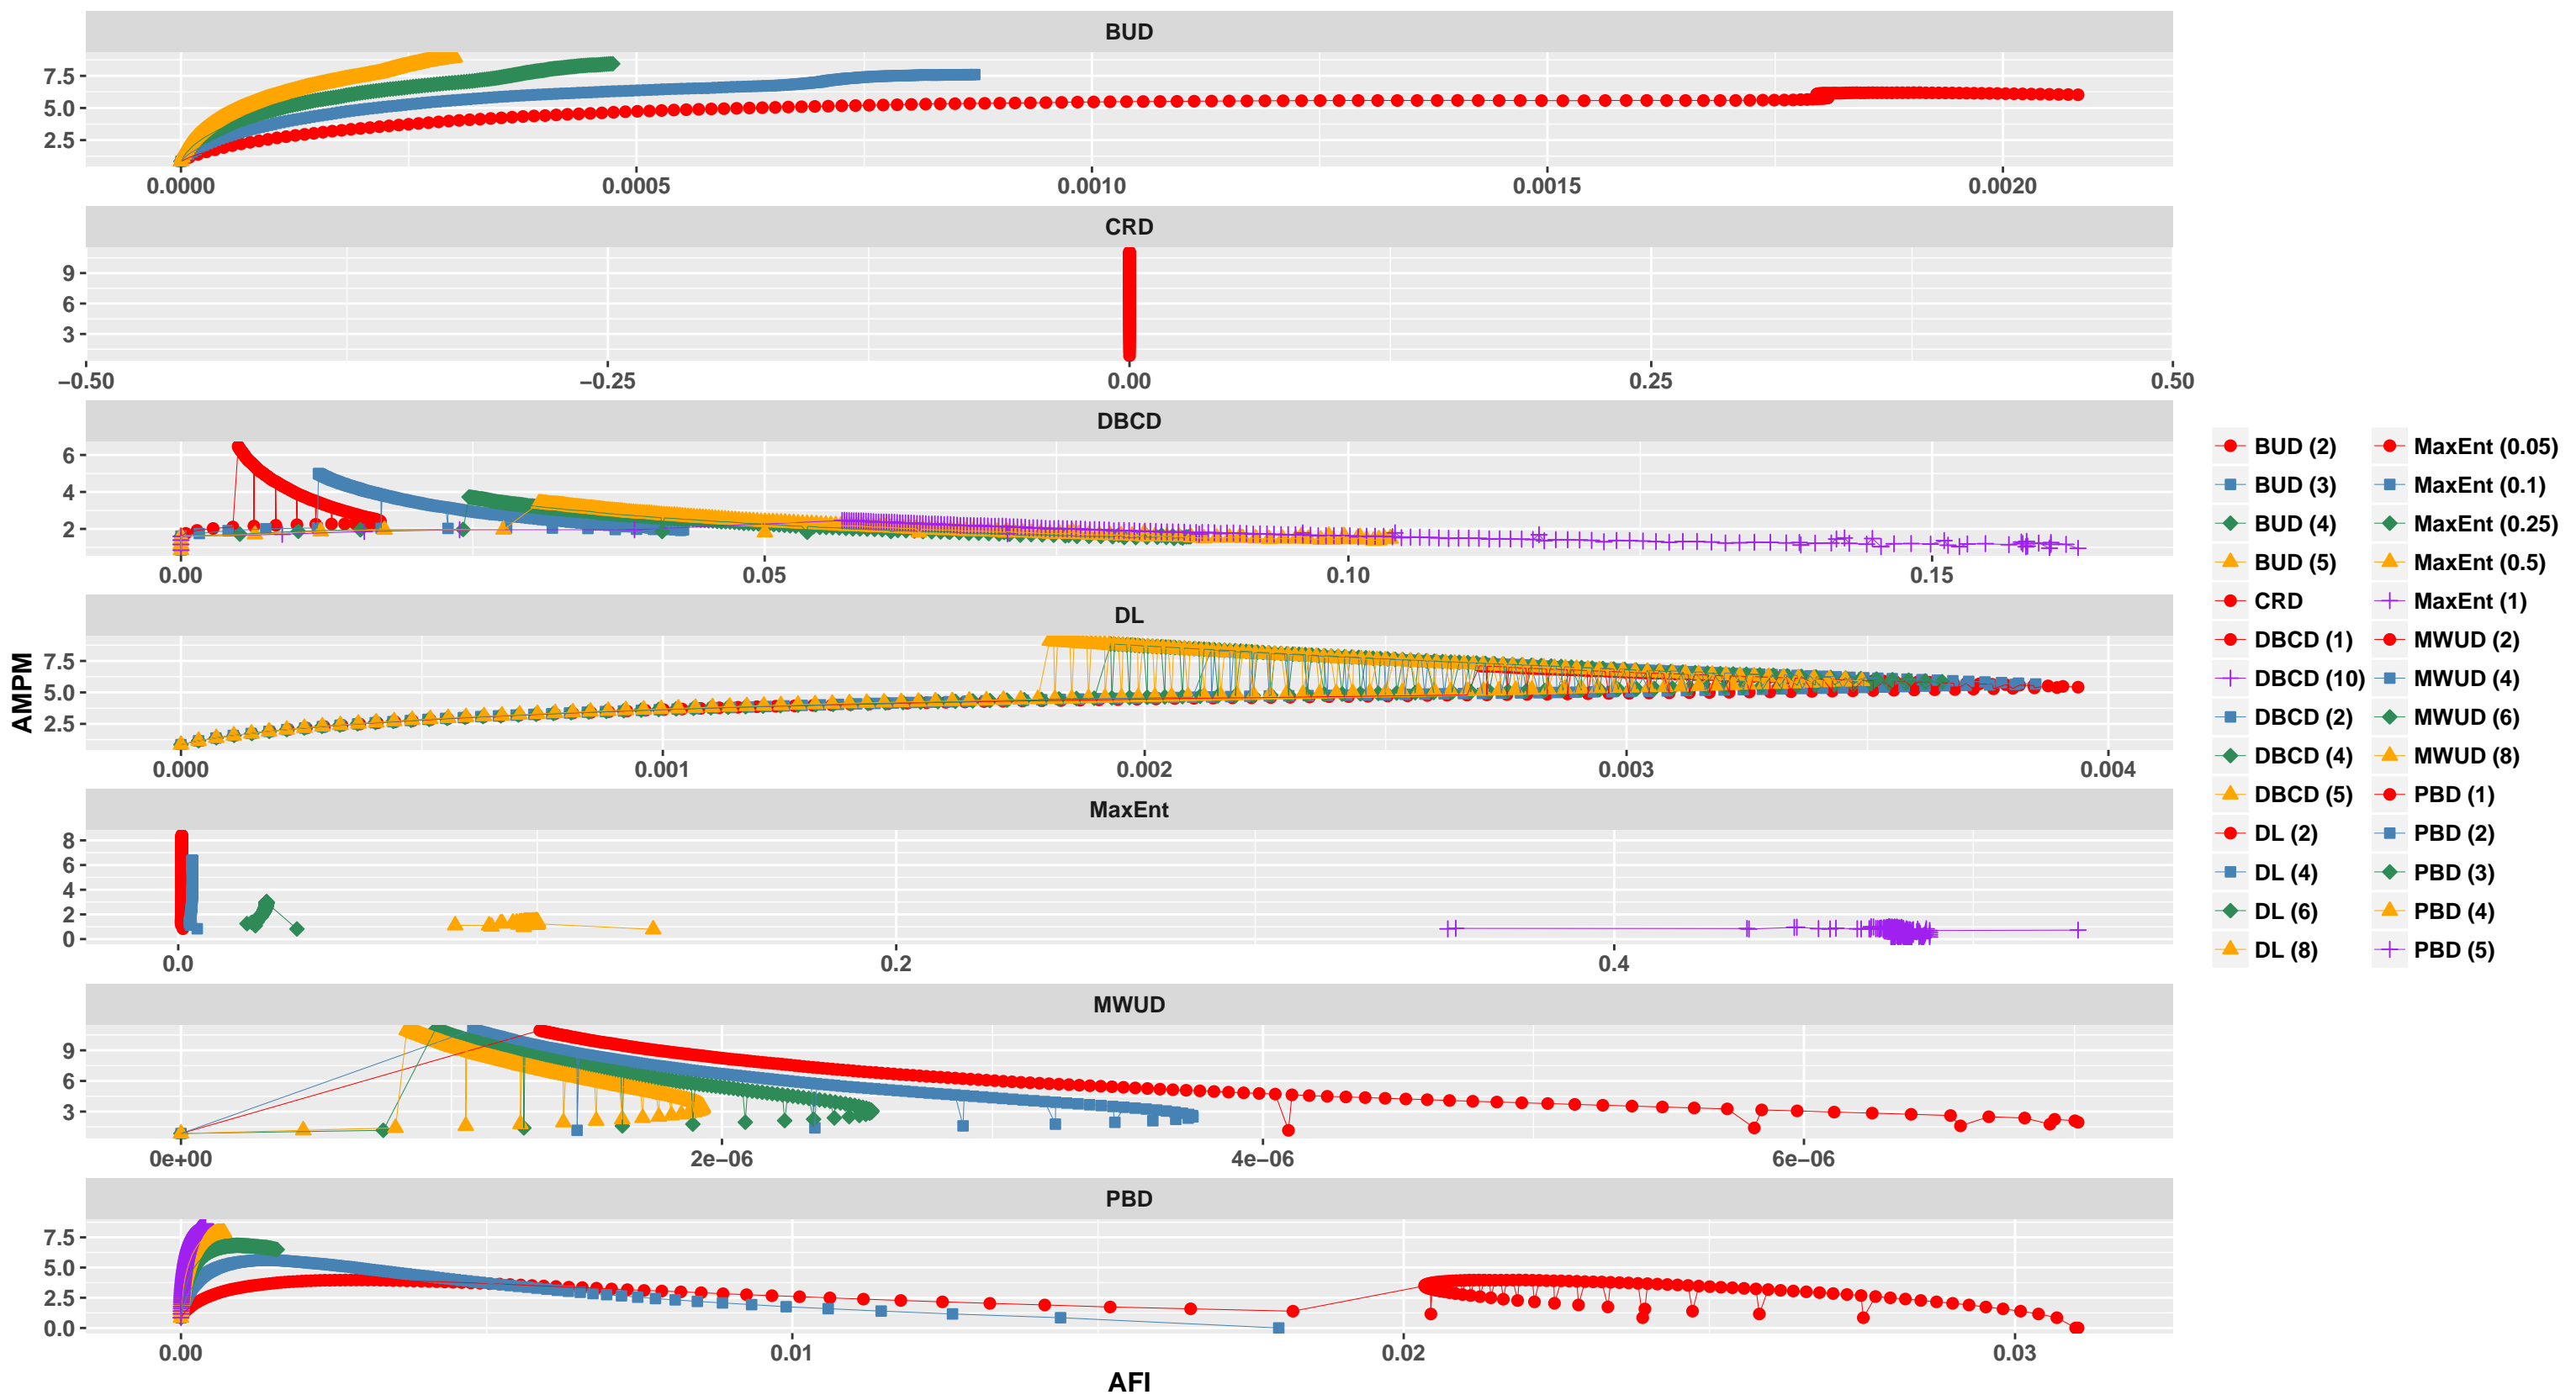 BUD
7.5
5.0
2.5
0.0000 0.0005 0.0010 0.0015 0.0020
CRD
9
6
3
−0.50 −0.25 0.00 0.25 0.50
DBCD
6
4
2
0.00 0.05 0.10 0.15
DL
7.5
5.0
2.5
0.000 0.001 0.002 0.003 0.004
MaxEnt
8
6
4
2
0
0.0 0.2 0.4
MWUD
9
6
3
0e+00 2e−06 4e−06 6e−06
PBD
7.5
5.0
2.5
0.0
0.00 0.01 0.02 0.03
AFI
AMPM
BUD (2) MaxEnt (0.05)
BUD (3) MaxEnt (0.1)
BUD (4) MaxEnt (0.25)
BUD (5) MaxEnt (0.5)
CRD MaxEnt (1)
DBCD (1) MWUD (2)
DBCD (10) MWUD (4)
DBCD (2) MWUD (6)
DBCD (4) MWUD (8)
DBCD (5) PBD (1)
DL (2) PBD (2)
DL (4) PBD (3)
DL (6) PBD (4)
DL (8) PBD (5)